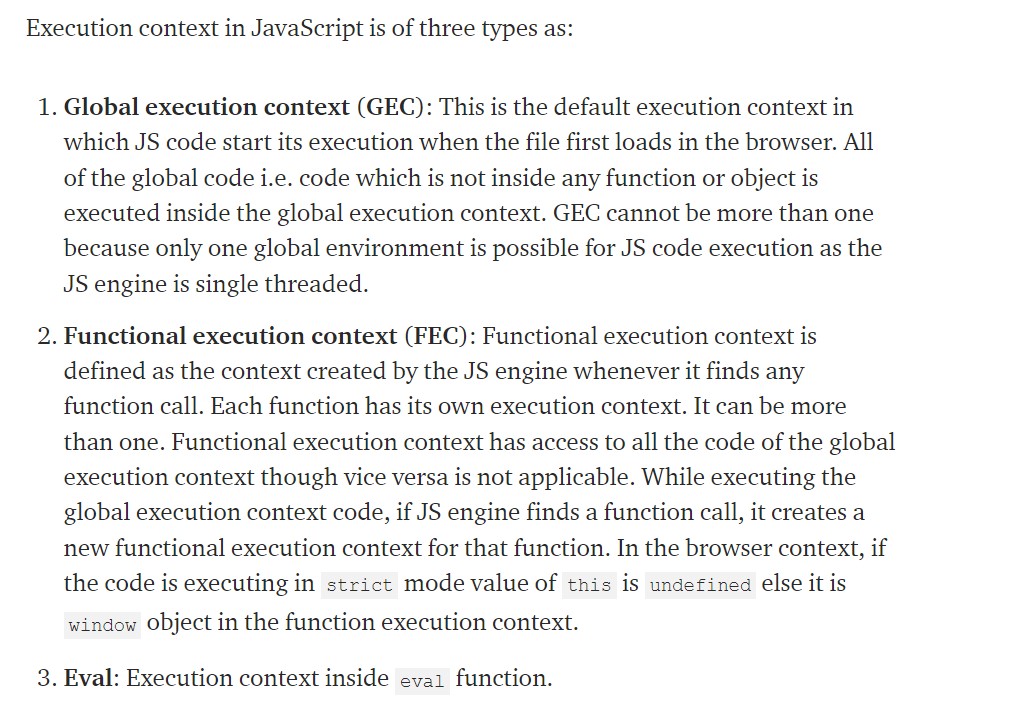 Execution context in JavaScript is of three types as:
1. Global execution context (GEC): This is the default execution context in
which JS code start its execution when the file first loads in the browser. All
of the global code i.e. code which is not inside any function or object is
executed inside the global execution context. GEC cannot be more than one
because only one global environment is possible for JS code execution as the
JS engine is single threaded.
2. Functional execution context (FEC): Functional execution context is
defined as the context created by the JS engine whenever it finds any
function call. Each function has its own execution context. It can be more
than one. Functional execution context has access to all the code of the global
execution context though vice versa is not applicable. While executing the
global execution context code, if JS engine finds a function call, it creates a
new functional execution context for that function. In the browser context, if
the code is executing in strict mode value of this is undefined else it is
window object in the function execution context.
3. Eval: Execution context inside eval function.